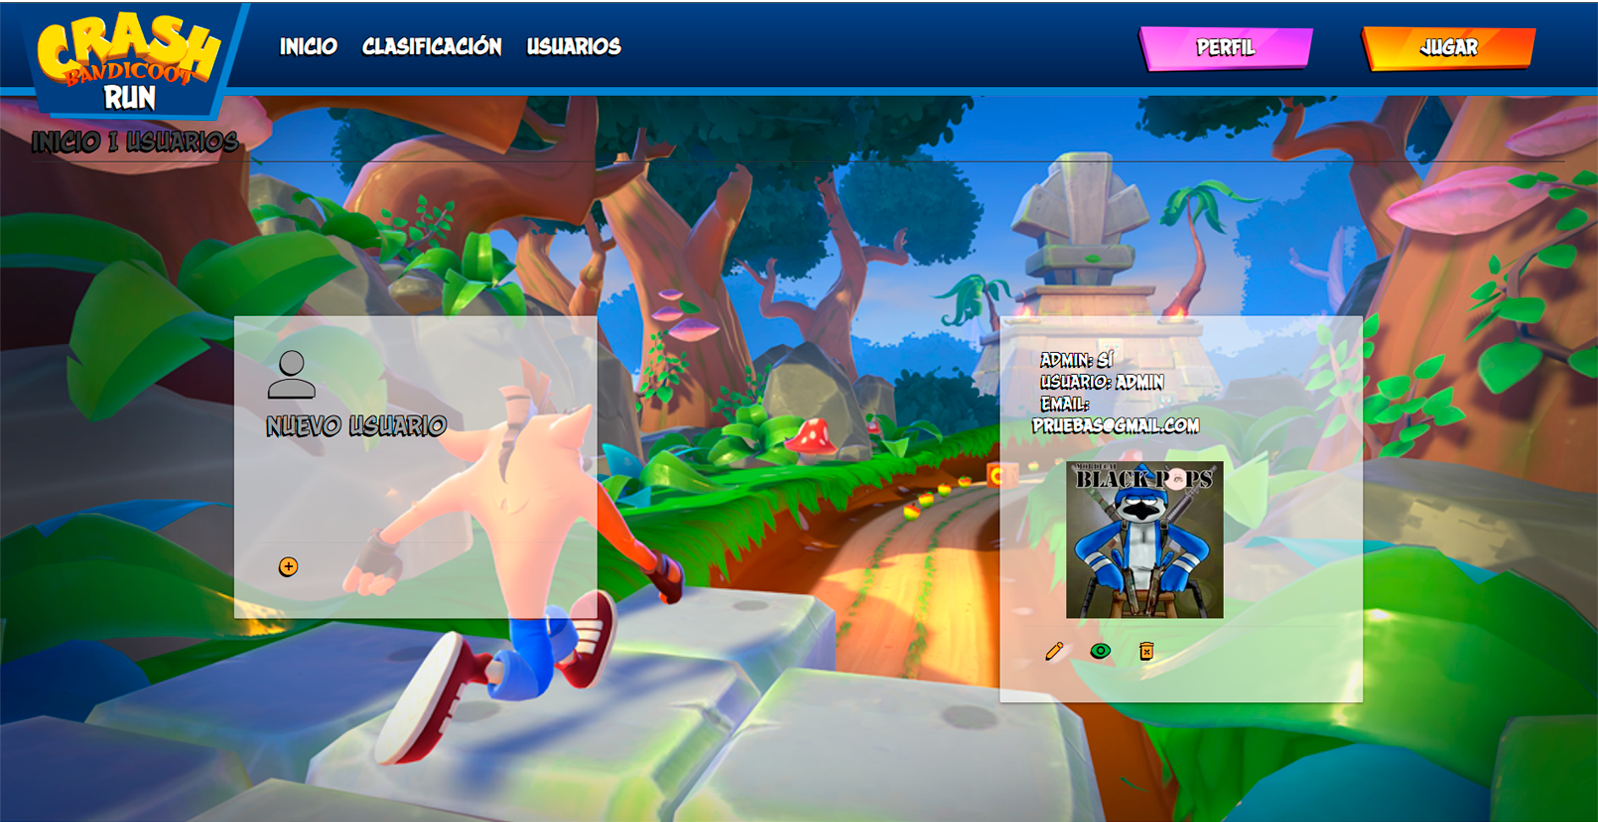 CRASH
BANDICOOT
RUN
INICIO
CLASIFICACIÓN
USUARIOS
PERFIL
JUGAR
INICIO I USUARIOS
NUEVO USUARIO
ADMIN: SÍ
USUARIO: ADMIN
EMAIL:
PRUEBAS@GMAIL.COM
MORDECAI
BLACK POPS